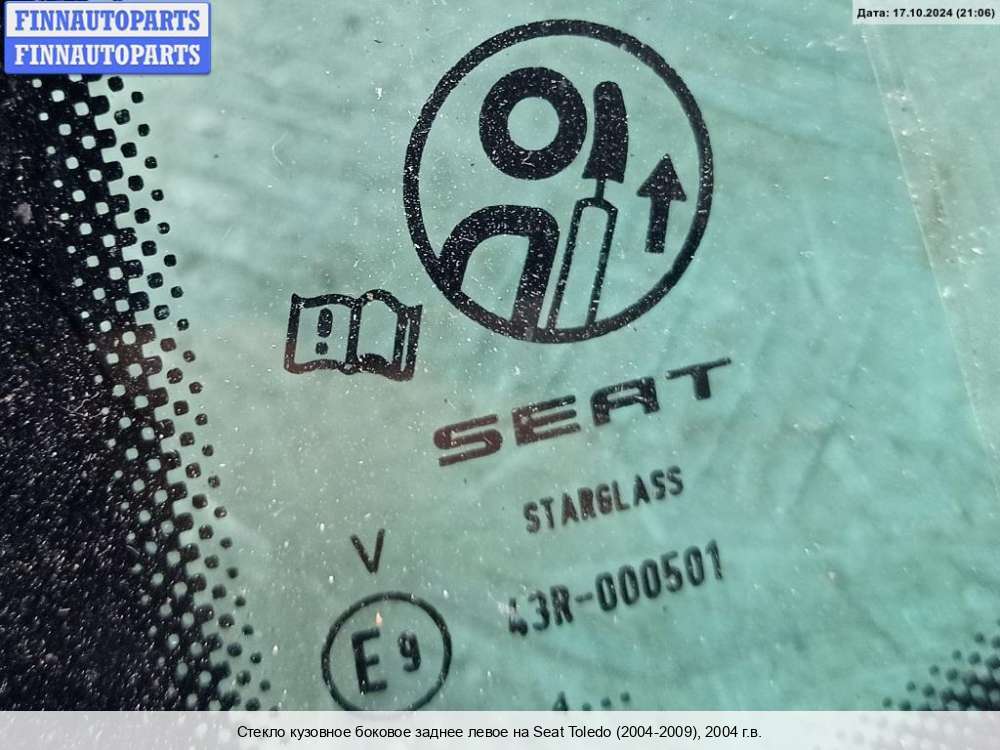 FINNAUTOPARTS
FINNAUTOPARTS
Дата: 17.10.2024 (21:06)
SEAT
STARGLASS
V
43R-000501
E9
4...
Стекло кузовное боковое заднее левое на Seat Toledo (2004-2009), 2004 г.в.